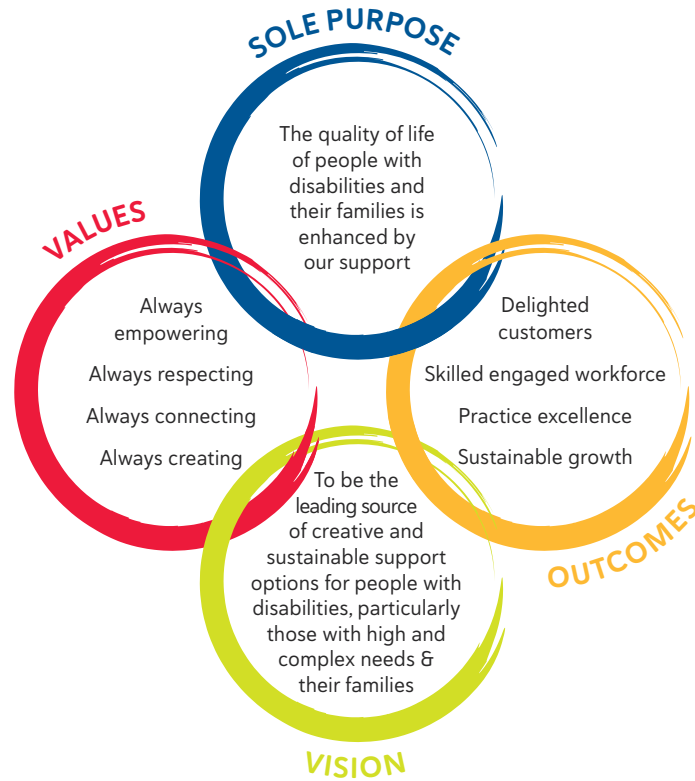 SOLE PURPOSE
The quality of life
of people with
disabilities and
their families is
enhanced by
our support
VALUES
Always
empowering
Always respecting
Always connecting
Always creating
Delighted
customers
Skilled engaged workforce
Practice excellence
Sustainable growth
OUTCOMES
To be the
leading source
of creative and
sustainable support
options for people with
disabilities, particularly
those with high and
complex needs &
their families
VISION